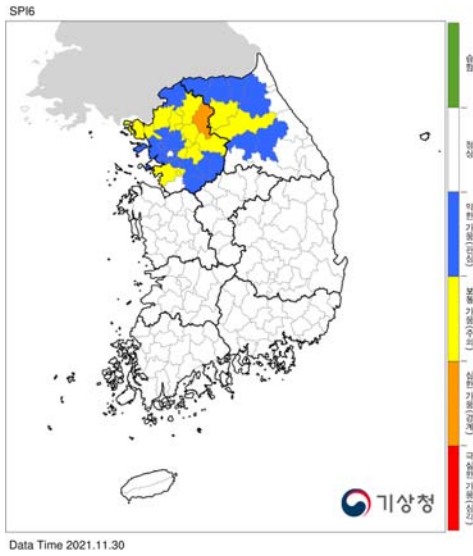 SPI6
습함
정상
약한 가뭄(관심)
보통 가뭄(주의)
심한 가뭄(경계)
극심한 가뭄(심각)
기상청
Data Time 2021.11.30